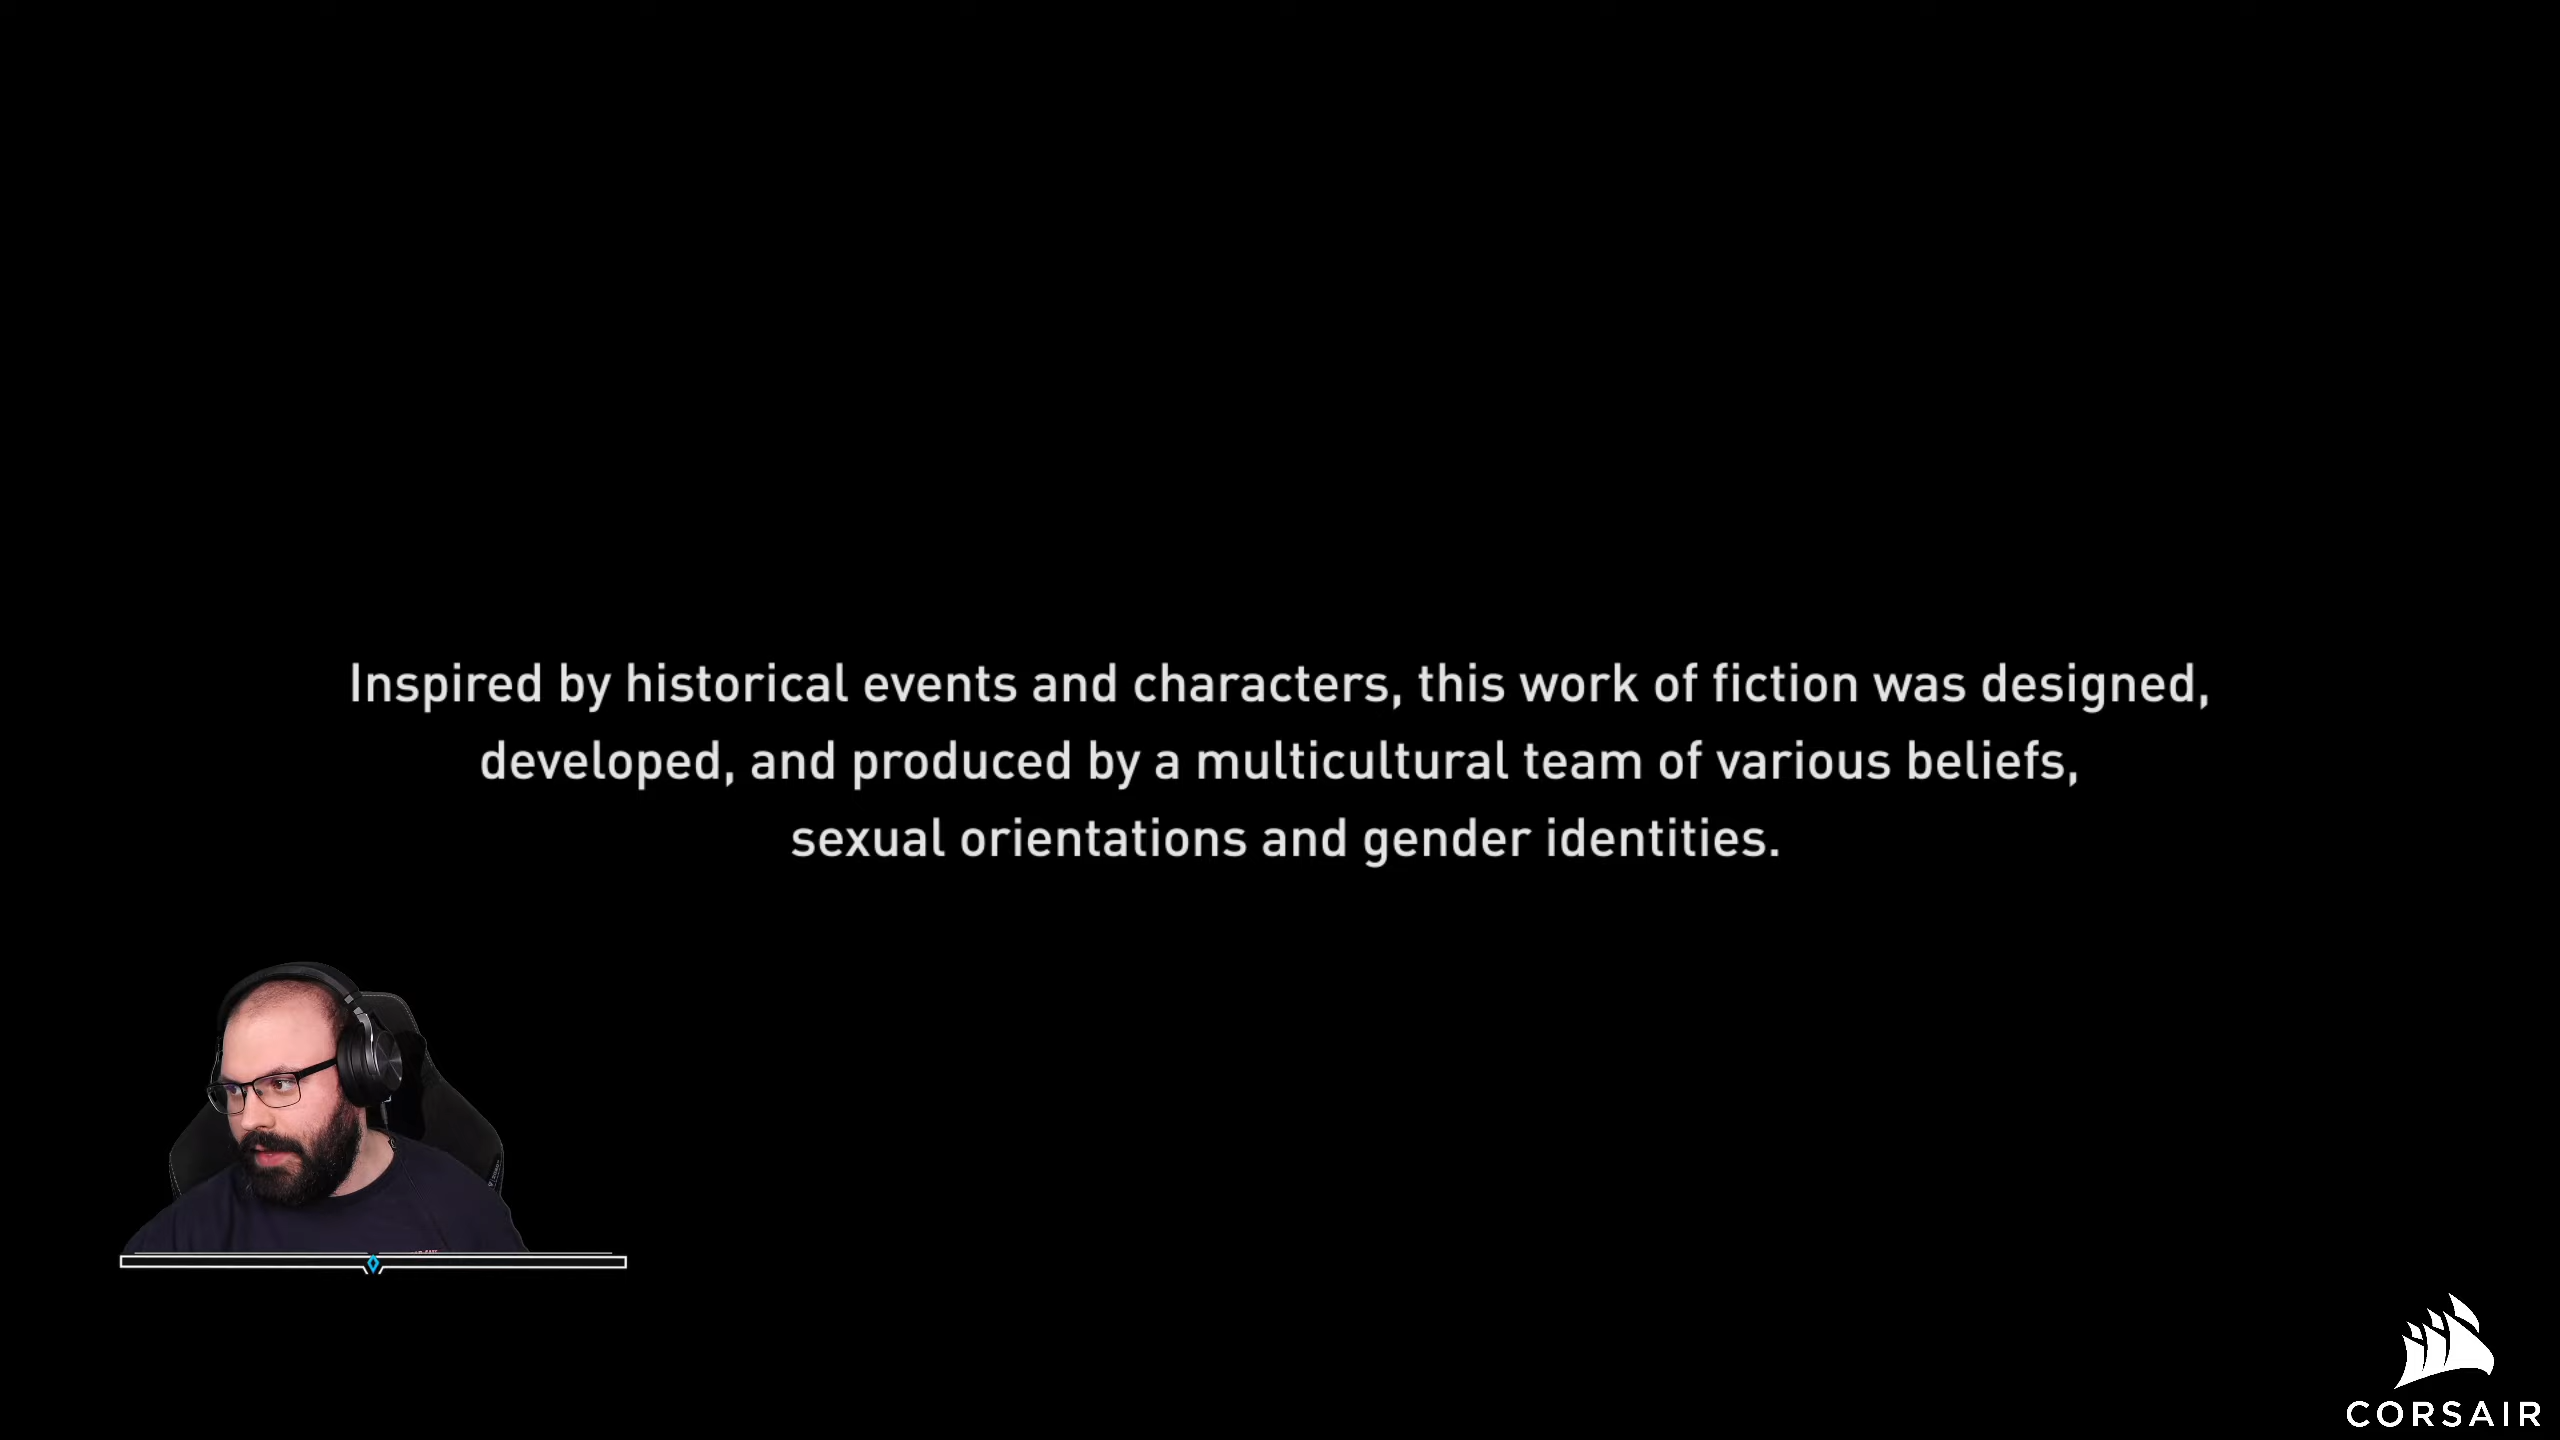 Inspired by historical events and characters, this work of fiction was designed,
developed, and produced by a multicultural team of various beliefs,
sexual orientations and gender identities.
CORSAIR